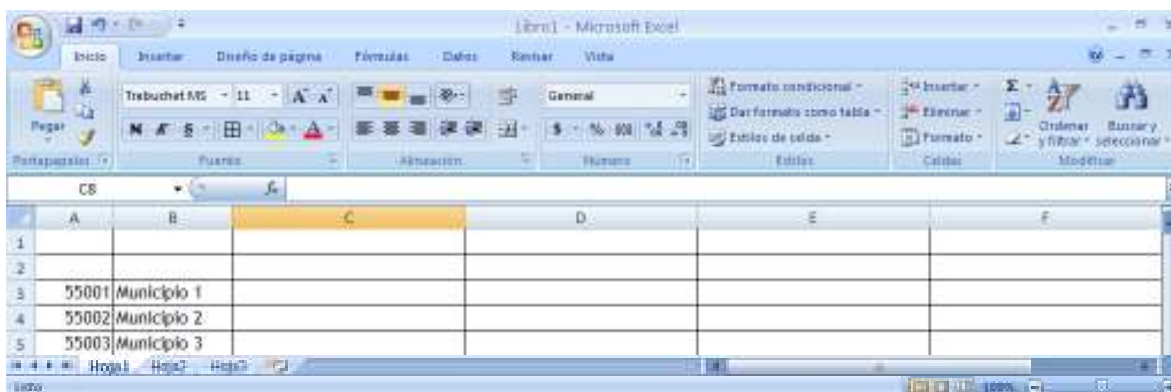 Libro1 - Microsoft Excel
Inicio Insertar Diseño de página Fórmulas Datos Revisar Vista
Pegar Trebuchet MS 11 A A General Formato condicional Insertar Σ
Dar formato como tabla Eliminar
N K S A $ % 000 Estilos de celda Formato Ordenar y filtrar Buscar y seleccionar
Portapapeles Fuente Alineación Número Estilos Celdas Modificar
C8 fx
A B C D E F
1
2
3 55001 Municipio 1
4 55002 Municipio 2
5 55003 Municipio 3
Hoja1 Hoja2 Hoja3
Listo 100%